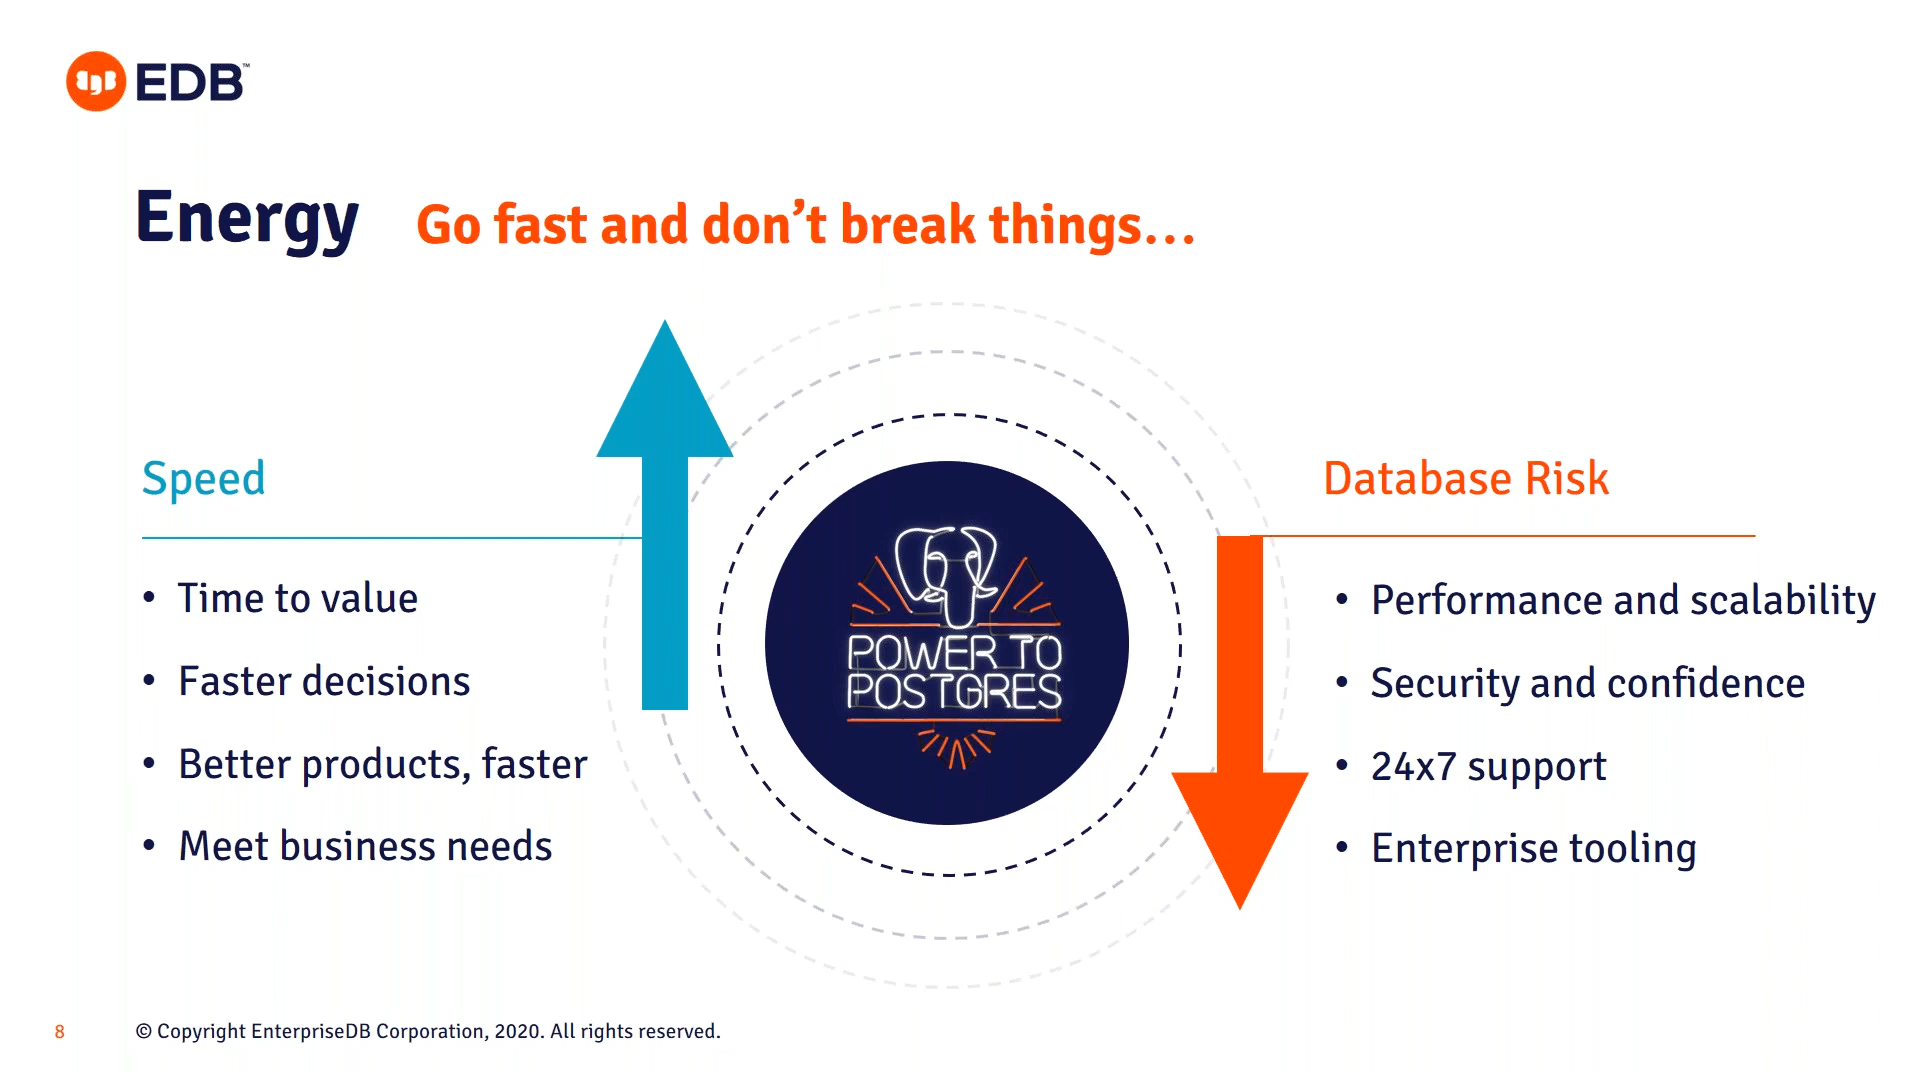 EDB™
Energy Go fast and don’t break things...
Speed
• Time to value
• Faster decisions
• Better products, faster
• Meet business needs
POWER TO
POSTGRES
Database Risk
• Performance and scalability
• Security and confidence
• 24x7 support
• Enterprise tooling
8 © Copyright EnterpriseDB Corporation, 2020. All rights reserved.